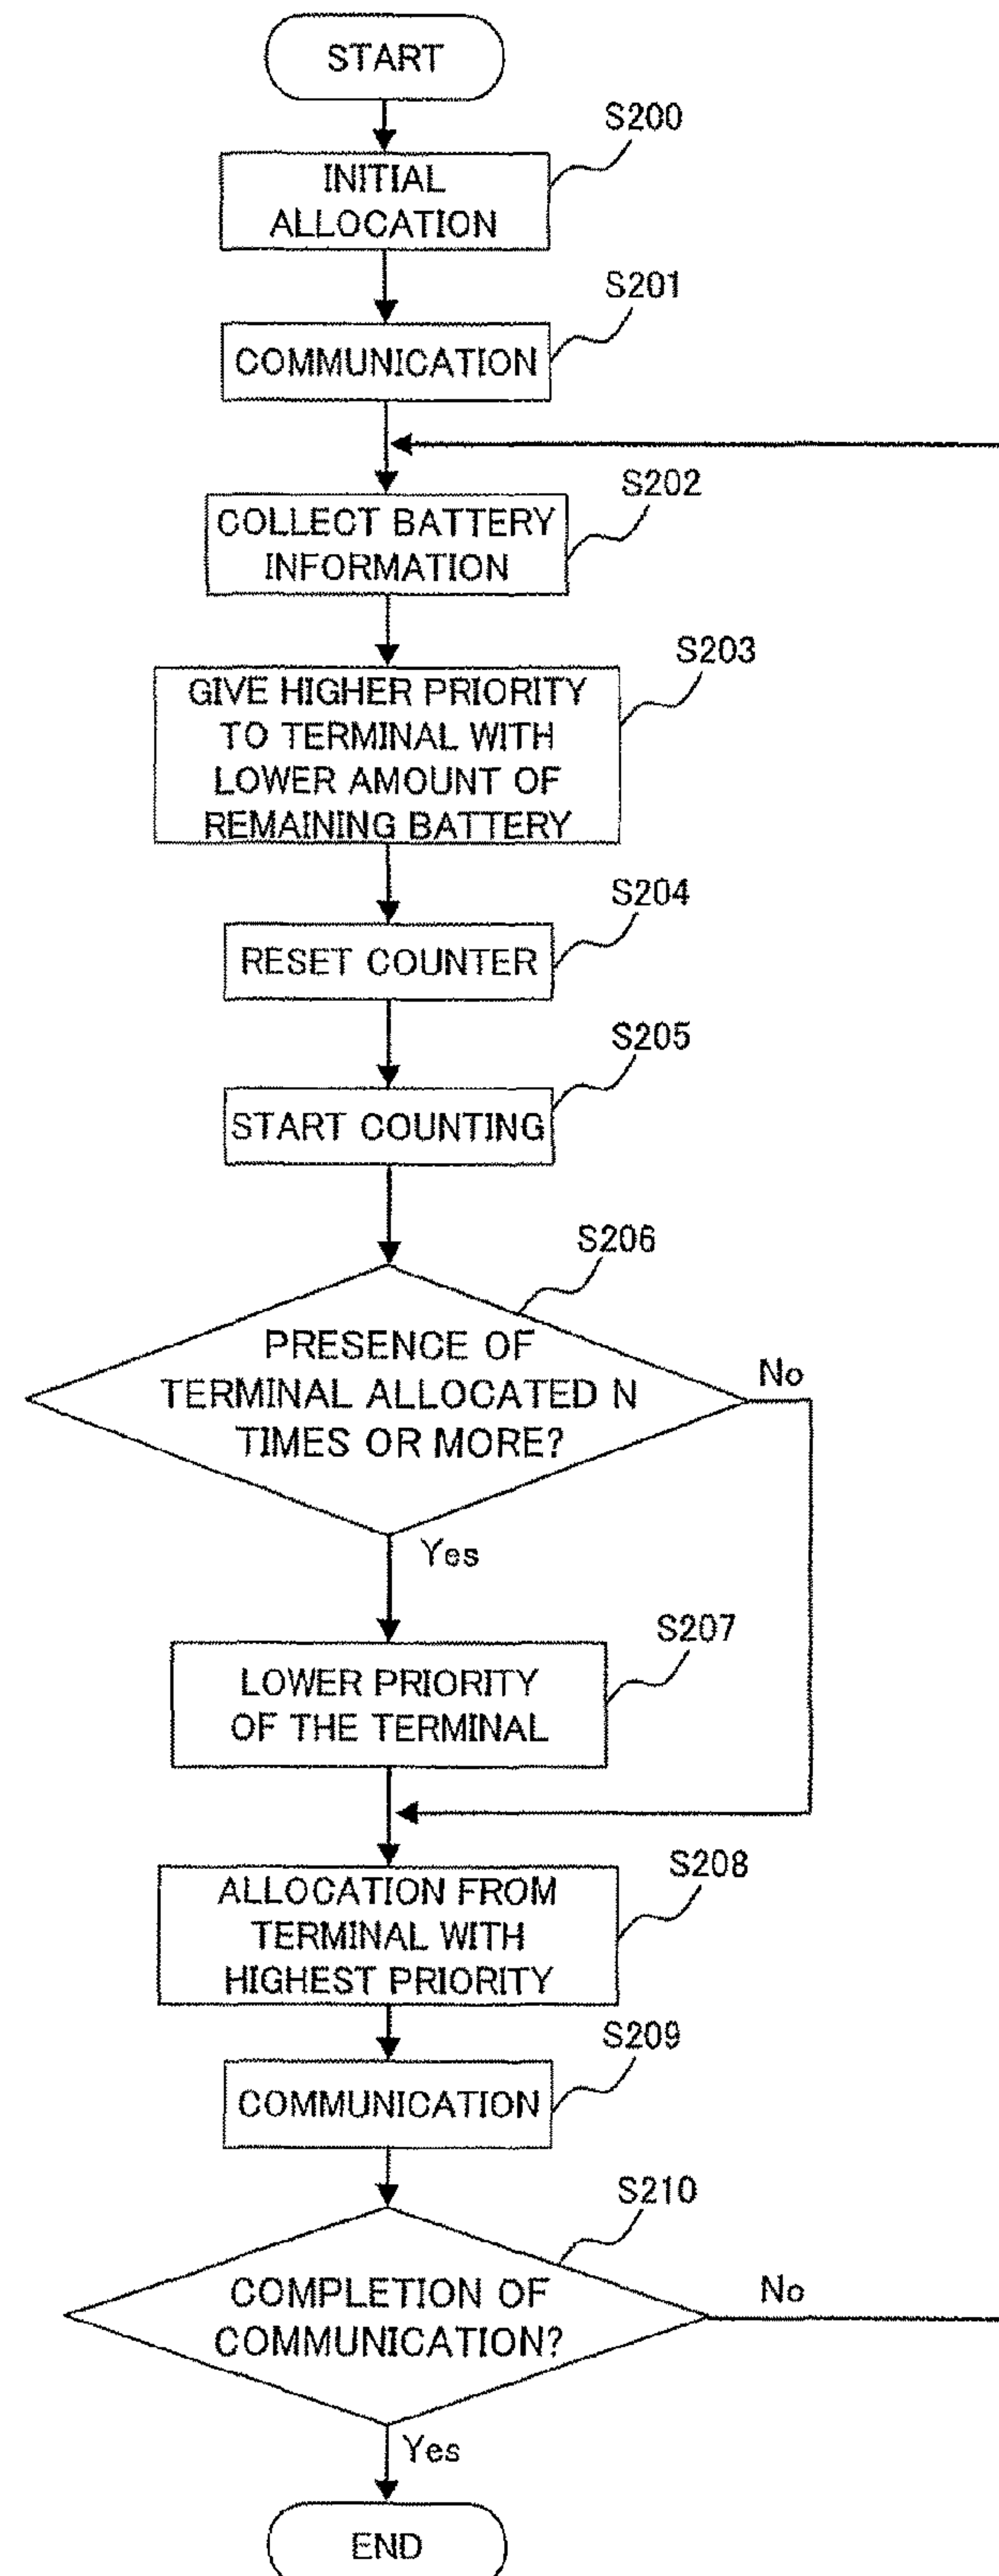 START
S200
INITIAL
ALLOCATION
S201
COMMUNICATION
S202
COLLECT BATTERY
INFORMATION
S203
GIVE HIGHER PRIORITY
TO TERMINAL WITH
LOWER AMOUNT OF
REMAINING BATTERY
S204
RESET COUNTER
S205
START COUNTING
S206
PRESENCE OF
TERMINAL ALLOCATED N
TIMES OR MORE?
No
Yes
S207
LOWER PRIORITY
OF THE TERMINAL
S208
ALLOCATION FROM
TERMINAL WITH
HIGHEST PRIORITY
S209
COMMUNICATION
S210
COMPLETION OF
COMMUNICATION?
No
Yes
END